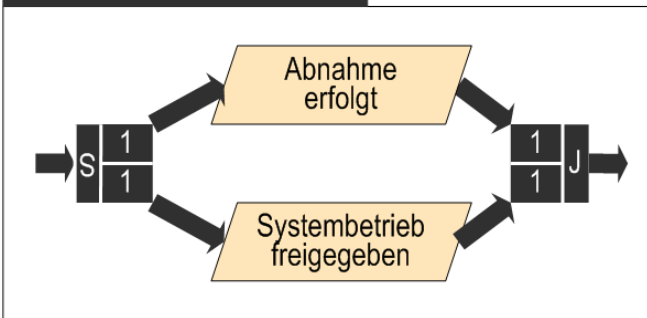 Abnahme
erfolgt
S
1
1
1
1
J
Systembetrieb
freigegeben